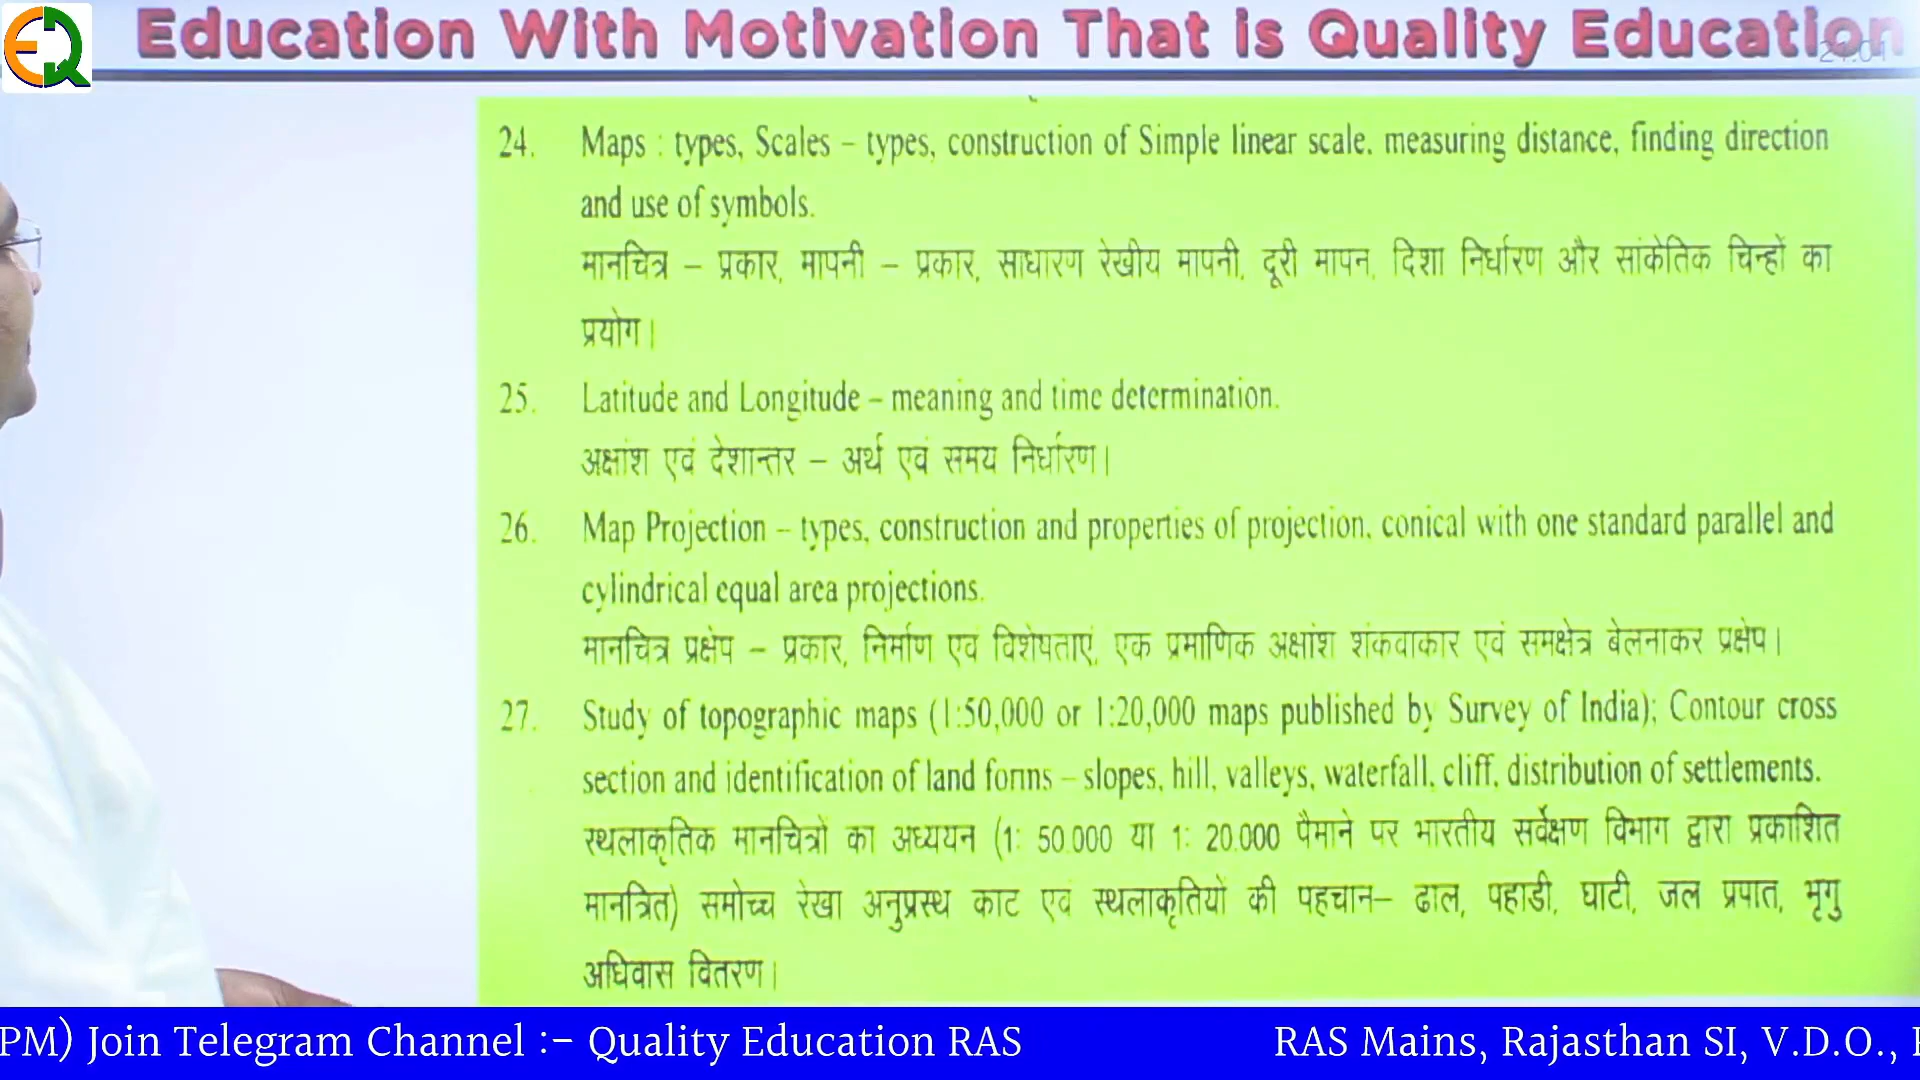 EQ
Education With Motivation That is Quality Education
21:01
24. Maps : types, Scales – types, construction of Simple linear scale, measuring distance, finding direction
and use of symbols.
मानचित्र – प्रकार, मापनी – प्रकार, साधारण रेखीय मापनी, दूरी मापन, दिशा निर्धारण और सांकेतिक चिन्हों का
प्रयोग।
25. Latitude and Longitude – meaning and time determination.
अक्षांश एवं देशान्तर – अर्थ एवं समय निर्धारण।
26. Map Projection – types, construction and properties of projection, conical with one standard parallel and
cylindrical equal area projections.
मानचित्र प्रक्षेप – प्रकार, निर्माण एवं विशेषताएं, एक प्रमाणिक अक्षांश शंकवाकार एवं समक्षेत्र बेलनाकर प्रक्षेप।
27. Study of topographic maps (1:50,000 or 1:20,000 maps published by Survey of India); Contour cross
section and identification of land forms – slopes, hill, valleys, waterfall, cliff, distribution of settlements.
स्थलाकृतिक मानचित्रों का अध्ययन (1: 50.000 या 1: 20.000 पैमाने पर भारतीय सर्वेक्षण विभाग द्वारा प्रकाशित
मानत्रित) समोच्च रेखा अनुप्रस्थ काट एवं स्थलाकृतियों की पहचान– ढाल, पहाडी, घाटी, जल प्रपात, भृगु
अधिवास वितरण।
PM) Join Telegram Channel :- Quality Education RAS RAS Mains, Rajasthan SI, V.D.O.,